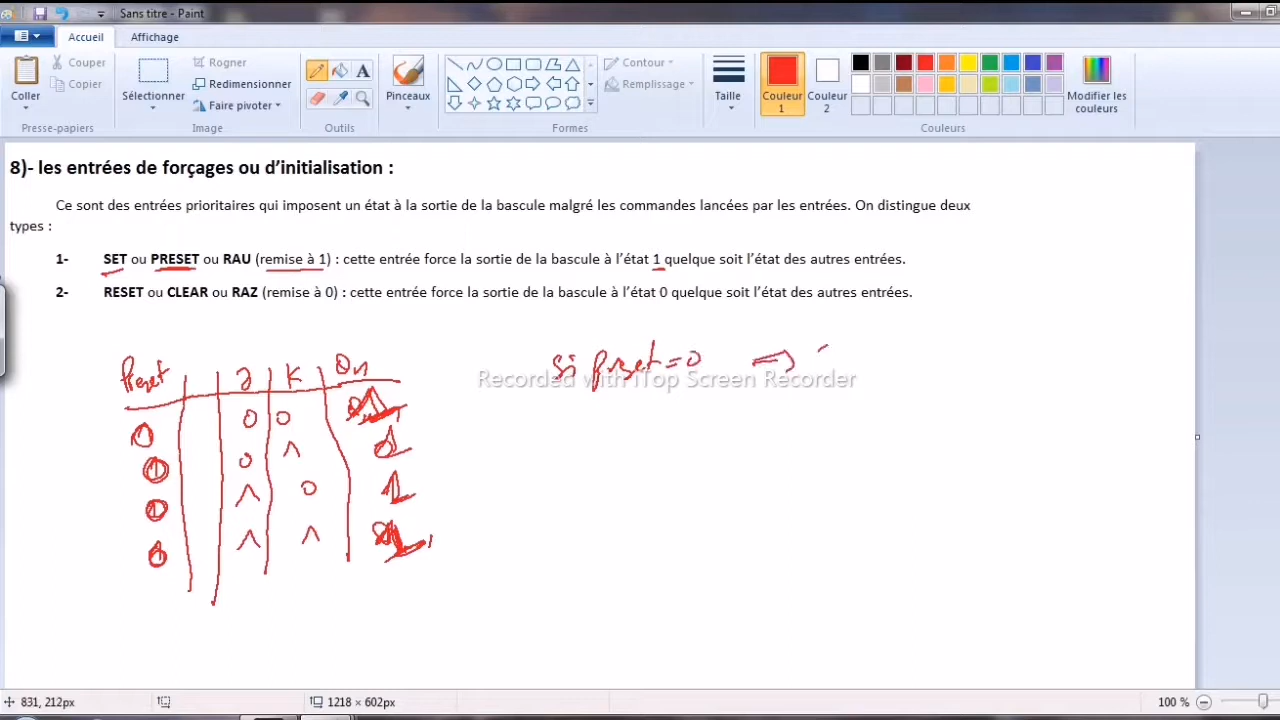 Sans titre - Paint
Accueil Affichage
Coller
Couper
Copier
Presse-papiers
Sélectionner
Rogner
Redimensionner
Faire pivoter
Image
A
Outils
Pinceaux
Contour
Remplissage
Formes
Taille
Couleur 1
Couleur 2
Modifier les couleurs
Couleurs
8)- les entrées de forçages ou d’initialisation :
Ce sont des entrées prioritaires qui imposent un état à la sortie de la bascule malgré les commandes lancées par les entrées. On distingue deux
types :
1- SET ou PRESET ou RAU (remise à 1) : cette entrée force la sortie de la bascule à l’état 1 quelque soit l’état des autres entrées.
2- RESET ou CLEAR ou RAZ (remise à 0) : cette entrée force la sortie de la bascule à l’état 0 quelque soit l’état des autres entrées.
Si preset = 0 ⇒
Recorded with iTop Screen Recorder
Preset J K Qn
0 0
0 1
1 0 1
1 1
831, 212px 1218 × 602px 100 %